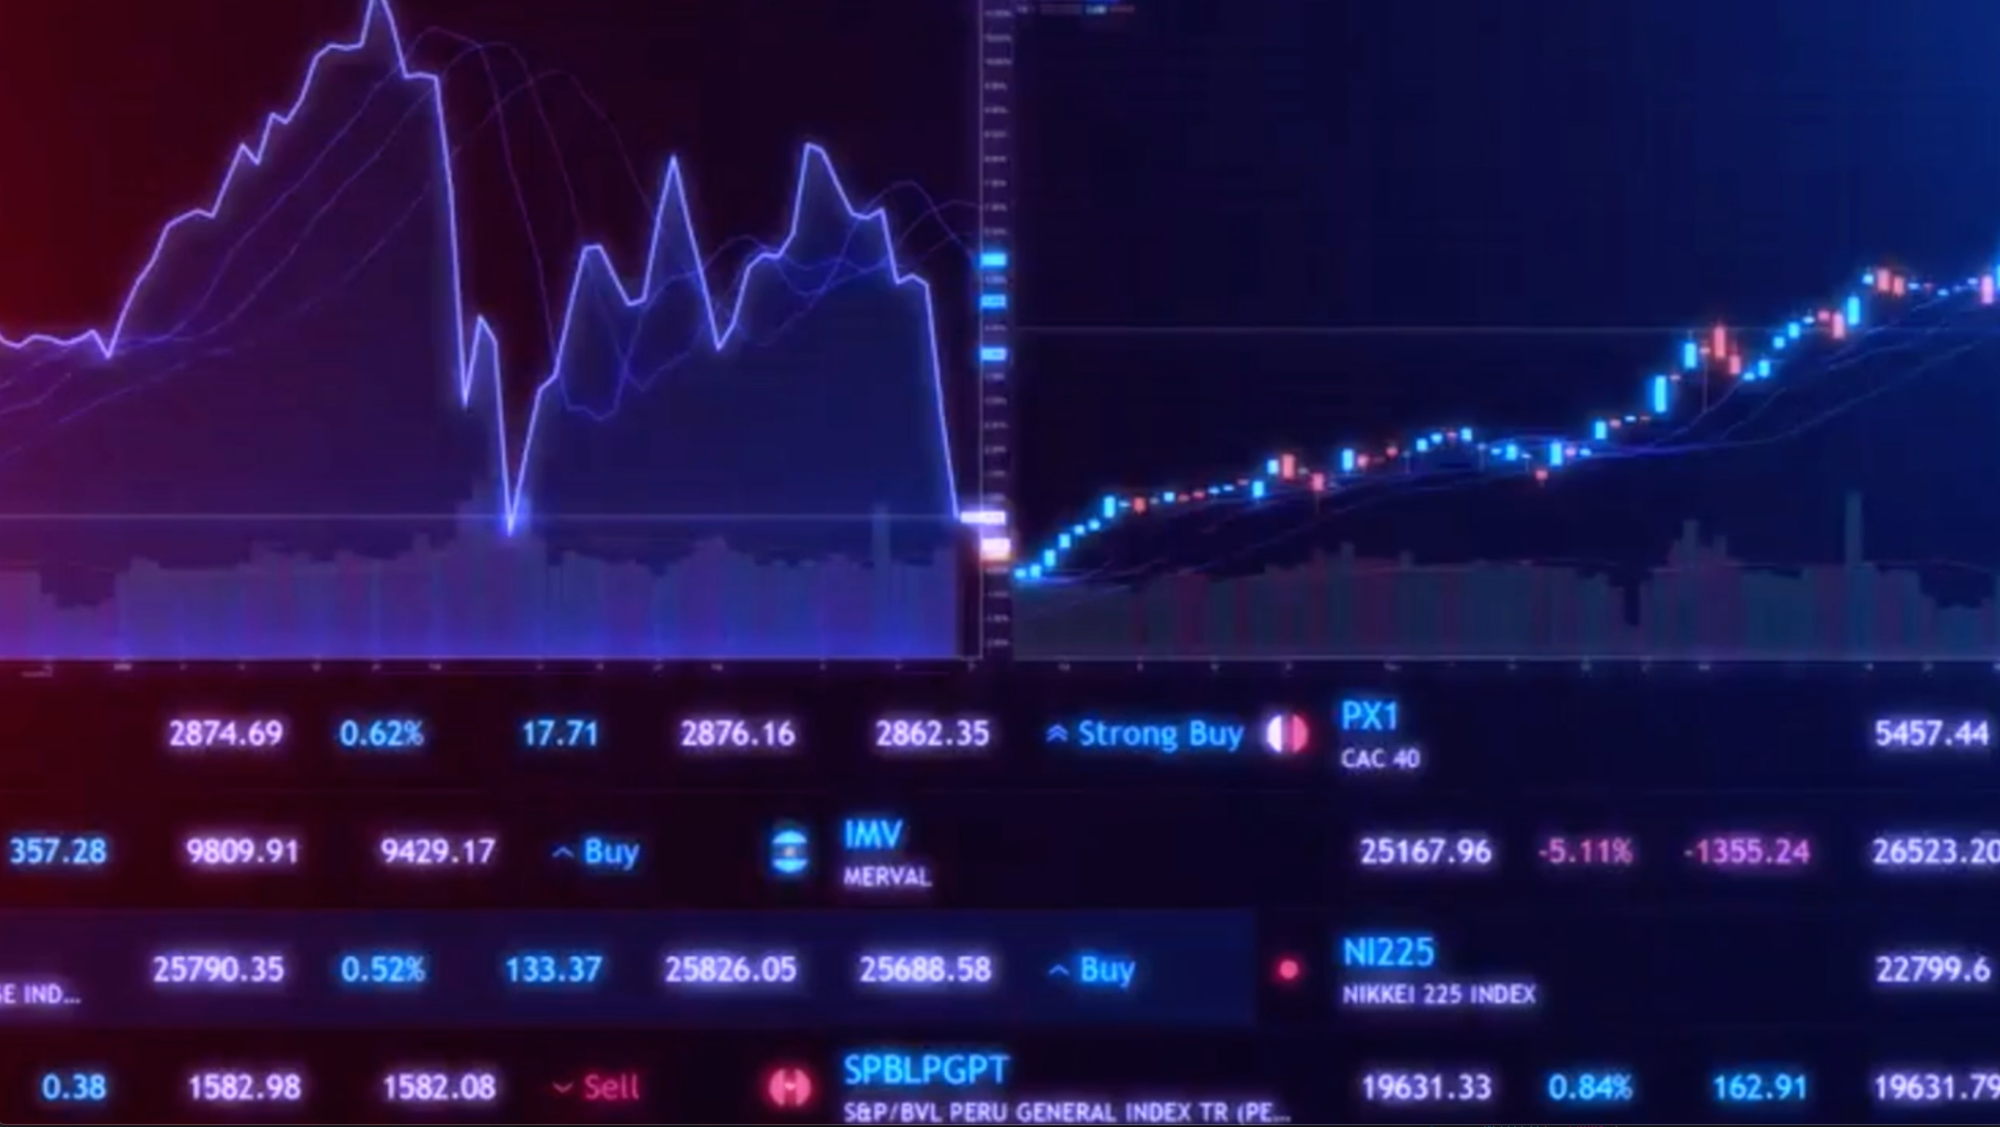 2874.69 0.62% 17.71 2876.16 2862.35 Strong Buy PX1 5457.44
CAC 40
357.28 9809.91 9429.17 Buy IMV 25167.96 -5.11% -1355.24 26523.20
MERVAL
25790.35 0.52% 133.37 25826.05 25688.58 Buy NI225 22799.6
SE IND... NIKKEI 225 INDEX
0.38 1582.98 1582.08 Sell SPBLPGPT 19631.33 0.84% 162.91 19631.79
S&P/BVL PERU GENERAL INDEX TR (PE...